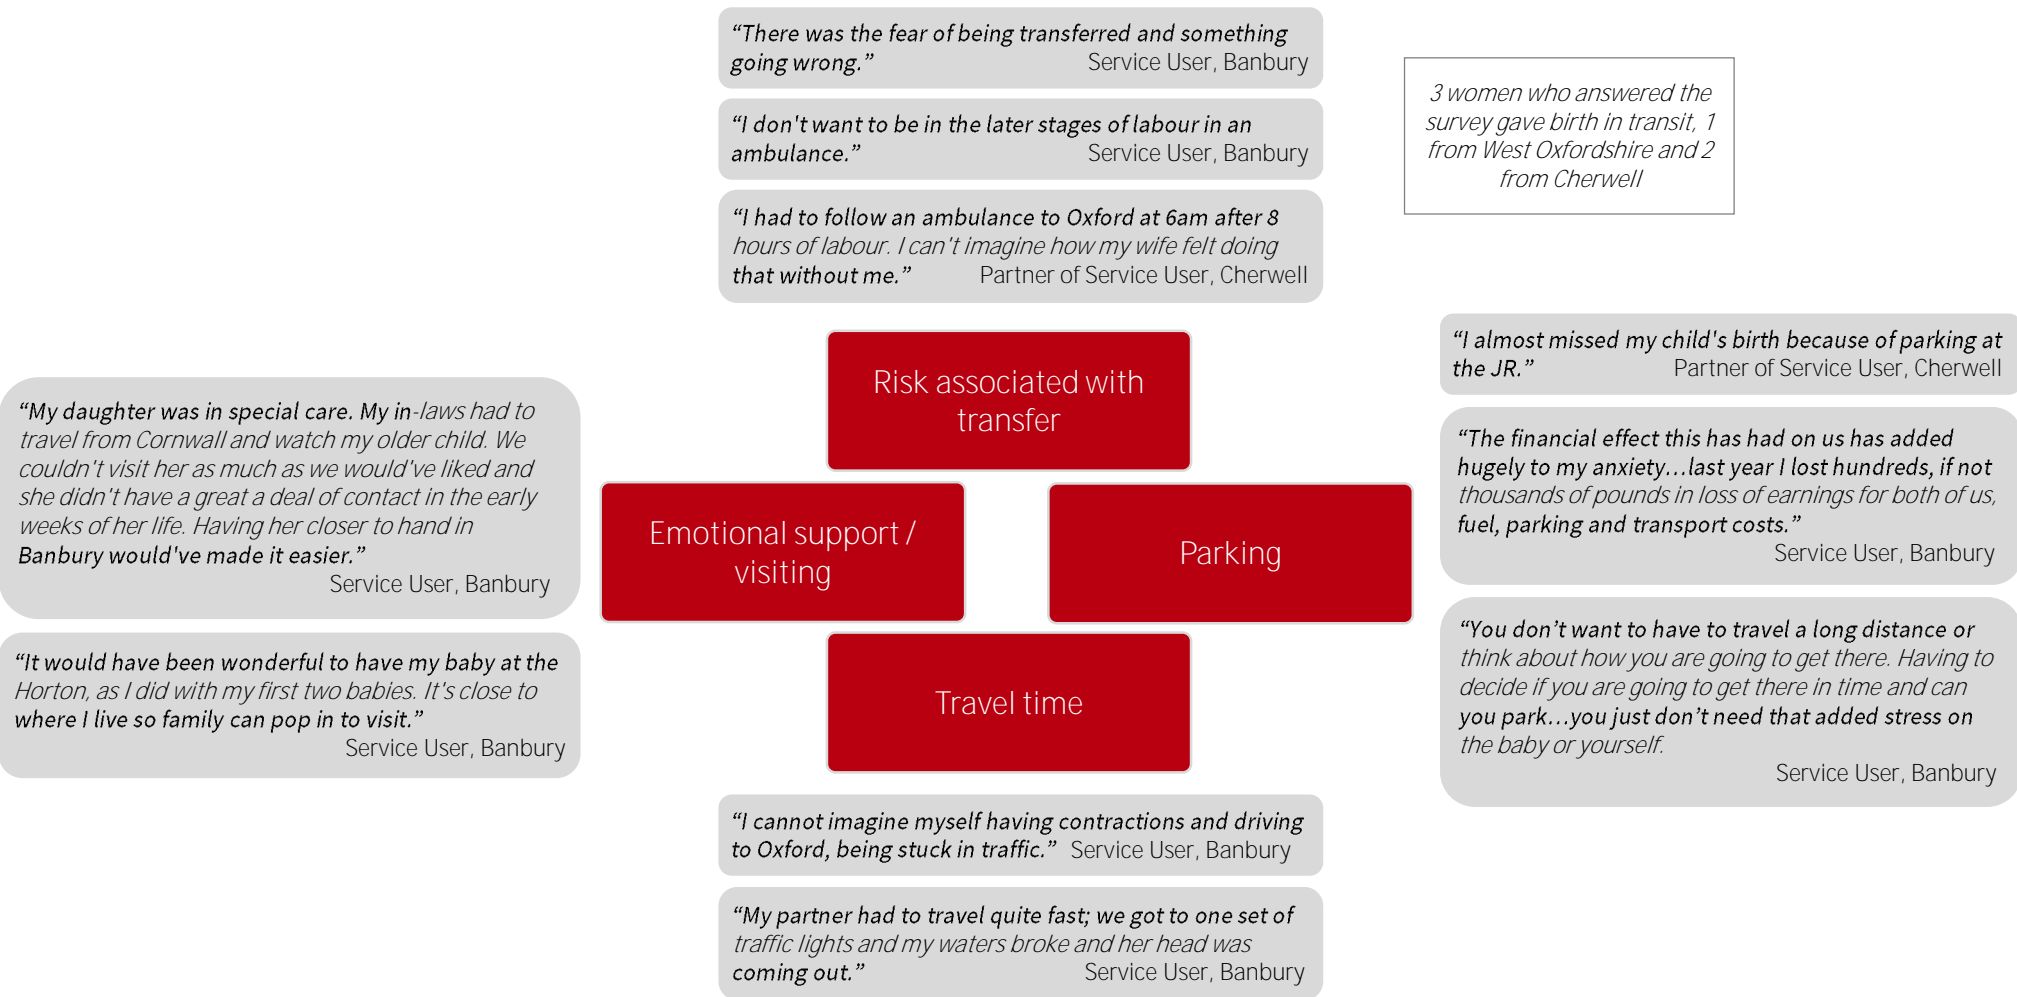 “There was the fear of being transferred and something
going wrong.” Service User, Banbury
“I don't want to be in the later stages of labour in an
ambulance.” Service User, Banbury
“I had to follow an ambulance to Oxford at 6am after 8
hours of labour. I can't imagine how my wife felt doing
that without me.” Partner of Service User, Cherwell
3 women who answered the
survey gave birth in transit, 1
from West Oxfordshire and 2
from Cherwell
Risk associated with
transfer
“My daughter was in special care. My in-laws had to
travel from Cornwall and watch my older child. We
couldn't visit her as much as we would've liked and
she didn't have a great a deal of contact in the early
weeks of her life. Having her closer to hand in
Banbury would've made it easier.”
Service User, Banbury
“It would have been wonderful to have my baby at the
Horton, as I did with my first two babies. It's close to
where I live so family can pop in to visit.”
Service User, Banbury
Emotional support /
visiting
Parking
“I almost missed my child's birth because of parking at
the JR.” Partner of Service User, Cherwell
“The financial effect this has had on us has added
hugely to my anxiety…last year I lost hundreds, if not
thousands of pounds in loss of earnings for both of us,
fuel, parking and transport costs.”
Service User, Banbury
“You don’t want to have to travel a long distance or
think about how you are going to get there. Having to
decide if you are going to get there in time and can
you park…you just don’t need that added stress on
the baby or yourself.
Service User, Banbury
Travel time
“I cannot imagine myself having contractions and driving
to Oxford, being stuck in traffic.” Service User, Banbury
“My partner had to travel quite fast; we got to one set of
traffic lights and my waters broke and her head was
coming out.” Service User, Banbury